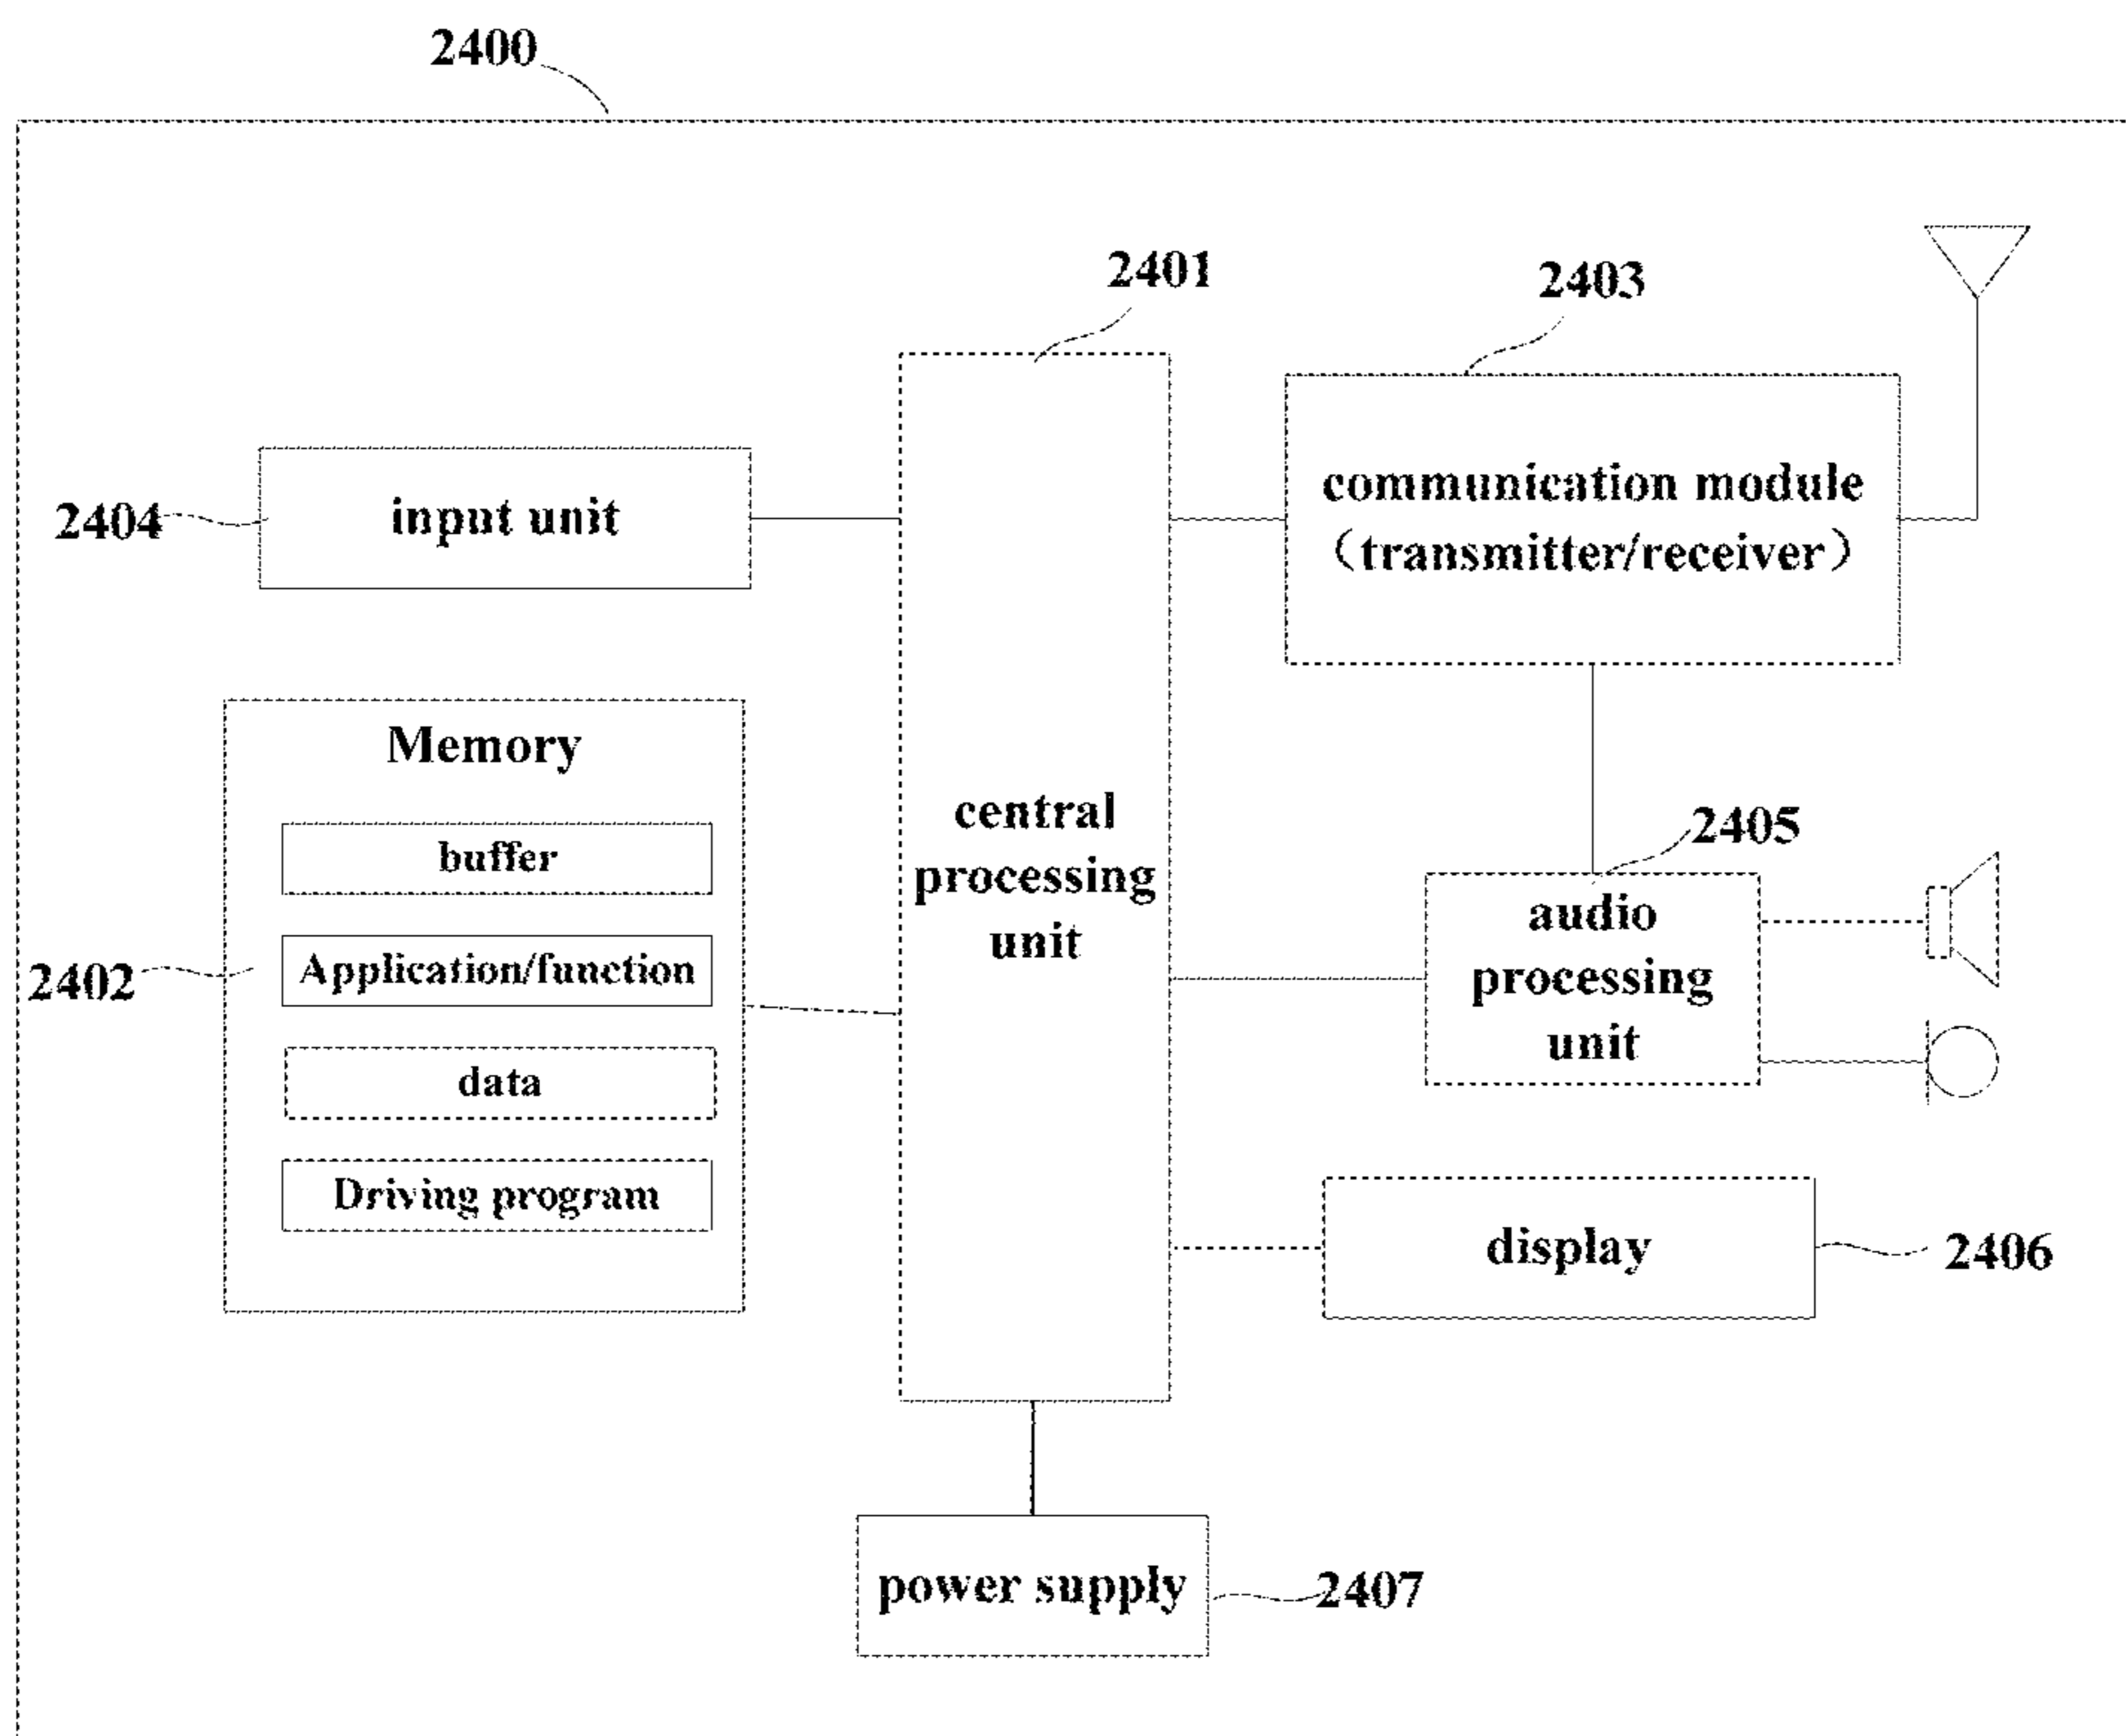 2400
2401
2403
communication module
（transmitter/receiver）
2404
input unit
Memory
buffer
2402
Application/function
data
Driving program
central
processing
unit
2405
audio
processing
unit
display
2406
power supply
2407